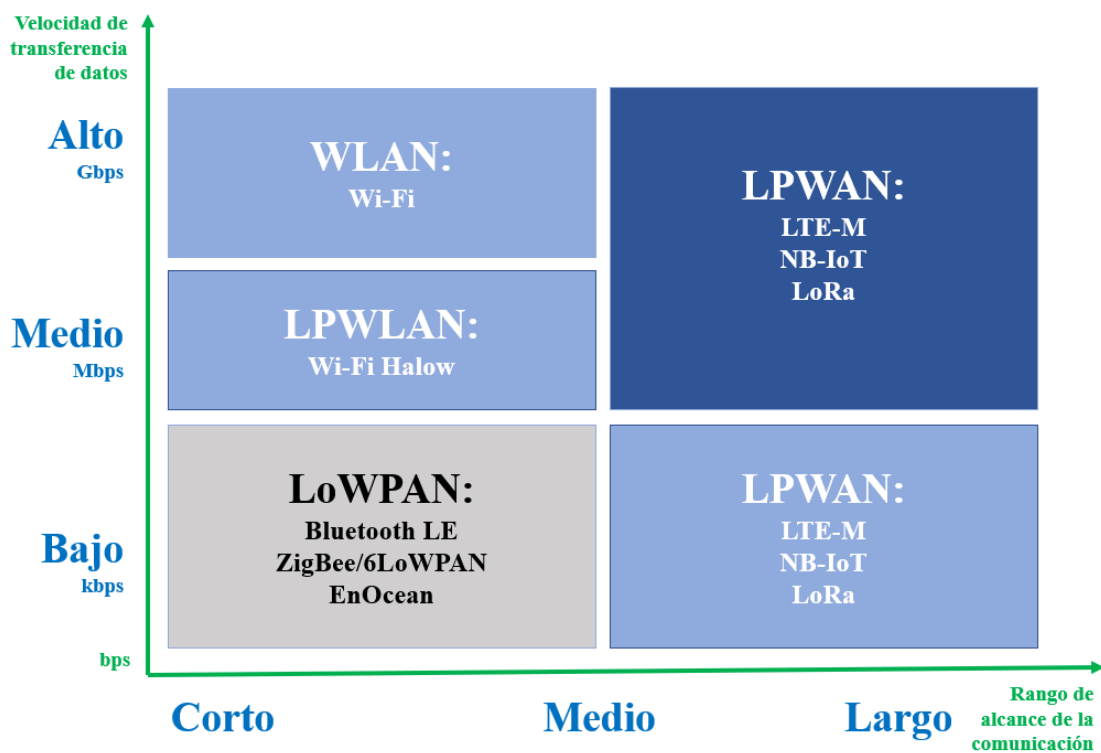 Velocidad de
transferencia
de datos
Alto
Gbps
WLAN:
Wi-Fi
LPWAN:
LTE-M
NB-IoT
LoRa
Medio
Mbps
LPWLAN:
Wi-Fi Halow
Bajo
kbps
LoWPAN:
Bluetooth LE
ZigBee/6LoWPAN
EnOcean
LPWAN:
LTE-M
NB-IoT
LoRa
bps
Corto
Medio
Largo
Rango de
alcance de la
comunicación